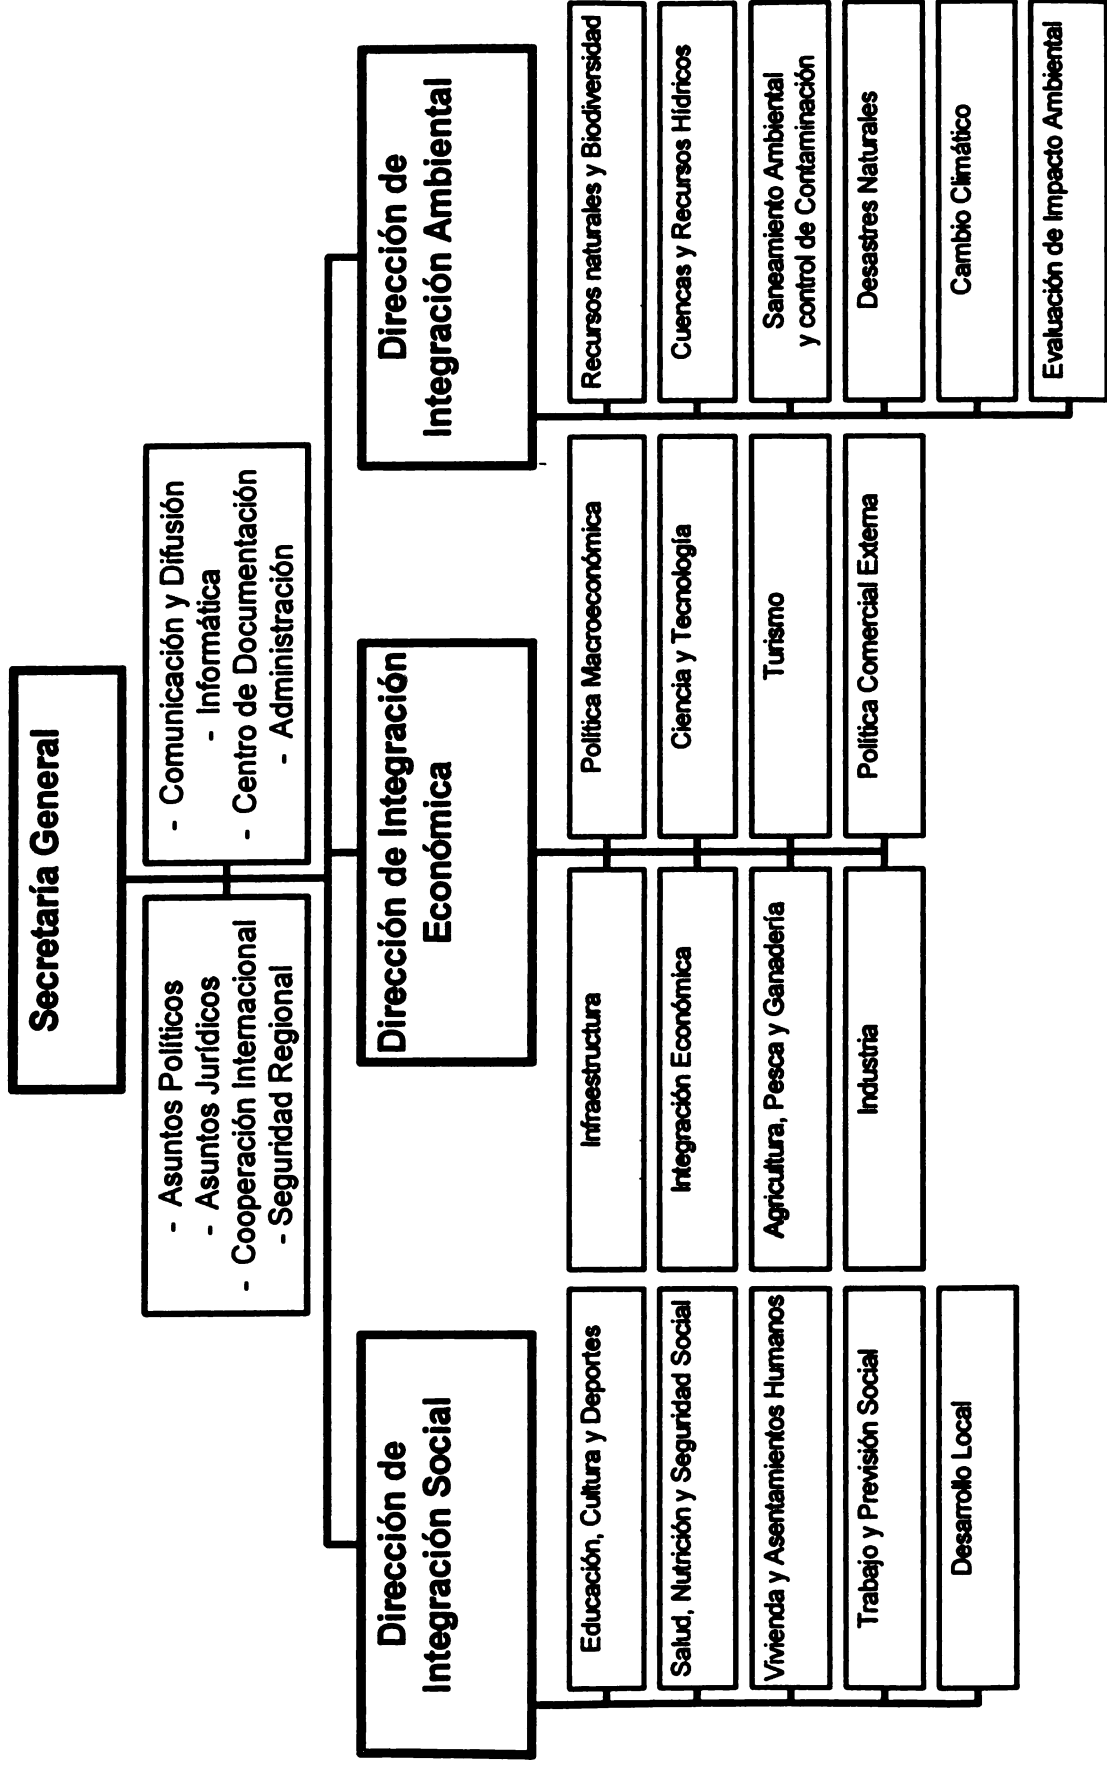 Secretaría General
- Asuntos Políticos
- Asuntos Jurídicos
- Cooperación Internacional
- Seguridad Regional
- Comunicación y Difusión
- Informática
- Centro de Documentación
- Administración
Dirección de
Integración Social
Dirección de Integración
Económica
Dirección de
Integración Ambiental
Educación, Cultura y Deportes
Salud, Nutrición y Seguridad Social
Vivienda y Asentamientos Humanos
Trabajo y Previsión Social
Desarrollo Local
Infraestructura
Integración Económica
Agricultura, Pesca y Ganadería
Industria
Política Macroeconómica
Ciencia y Tecnología
Turismo
Política Comercial Externa
Recursos naturales y Biodiversidad
Cuencas y Recursos Hídricos
Saneamiento Ambiental
y control de Contaminación
Desastres Naturales
Cambio Climático
Evaluación de Impacto Ambiental